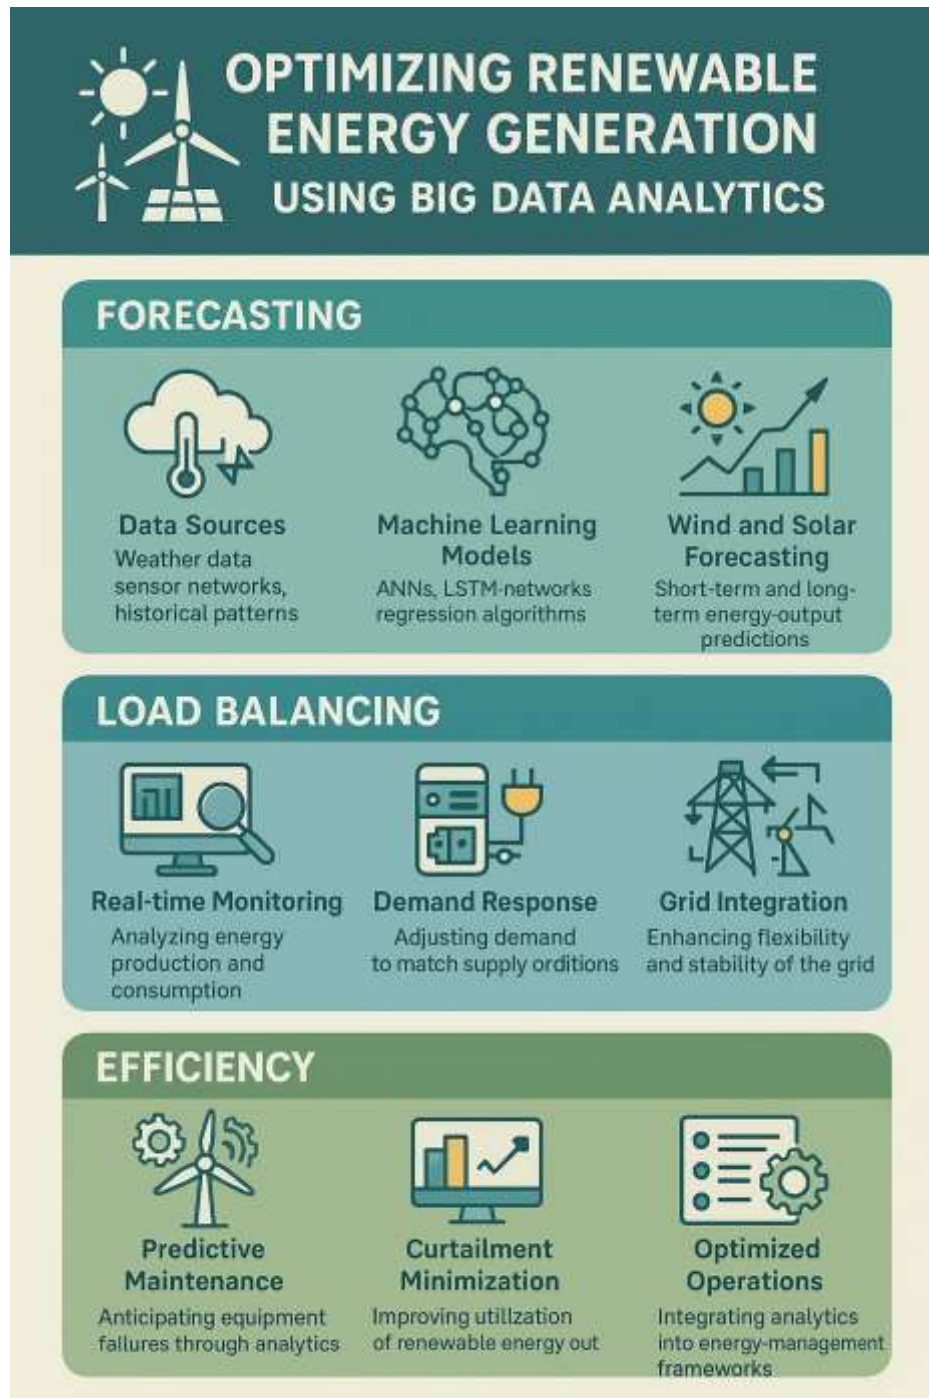 OPTIMIZING RENEWABLE
ENERGY GENERATION
USING BIG DATA ANALYTICS
FORECASTING
Data Sources
Weather data
sensor networks,
historical patterns
Machine Learning
Models
ANNs, LSTM-networks
regression algorithms
Wind and Solar
Forecasting
Short-term and long-
term energy-output
predictions
LOAD BALANCING
Real-time Monitoring
Analyzing energy
production and
consumption
Demand Response
Adjusting demand
to match supply orditions
Grid Integration
Enhancing flexibility
and stability of the grid
EFFICIENCY
Predictive
Maintenance
Anticipating equipment
failures through analytics
Curtailment
Minimization
Improving utillzation
of renewable energy out
Optimized
Operations
Integrating analytics
into energy-management
frameworks